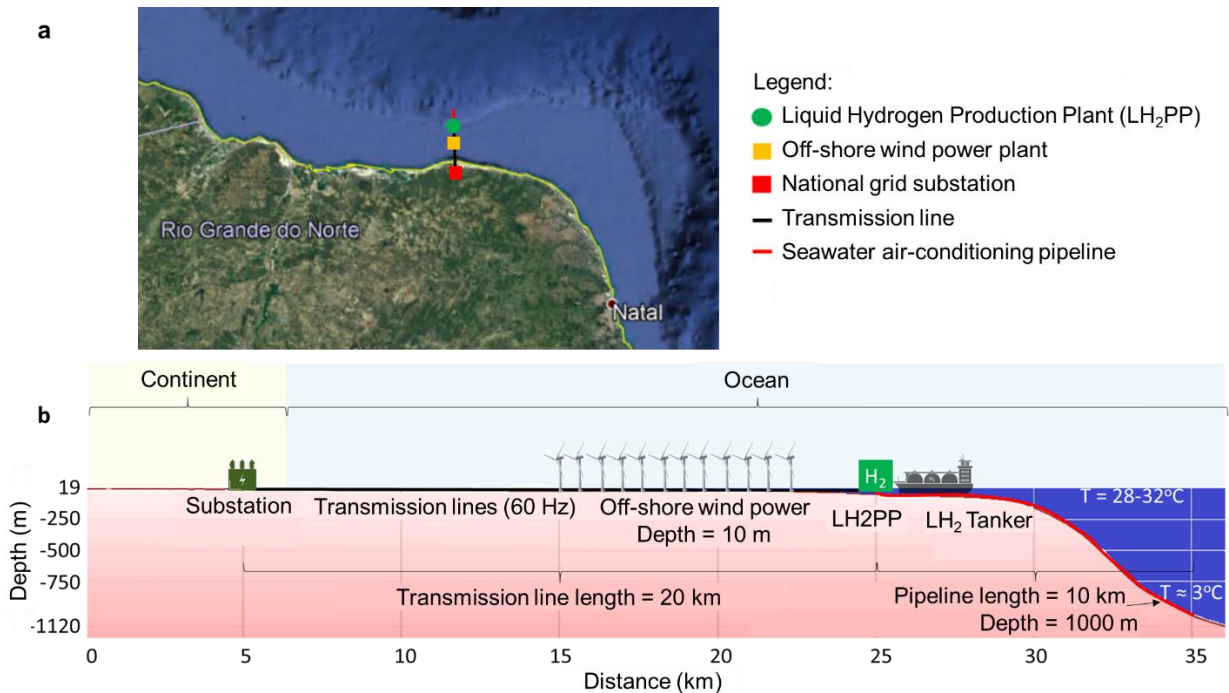 a
Legend:
Liquid Hydrogen Production Plant (LH₂PP)
Off-shore wind power plant
National grid substation
Transmission line
Seawater air-conditioning pipeline
Rio Grande do Norte
Natal
b
Continent
Ocean
Depth (m)
19
-250
-500
-750
-1120
Substation
Transmission lines (60 Hz)
Off-shore wind power
Depth = 10 m
H₂
LH2PP
LH₂ Tanker
T = 28-32°C
T ≈ 3°C
Transmission line length = 20 km
Pipeline length = 10 km
Depth = 1000 m
0
5
10
15
20
25
30
35
Distance (km)